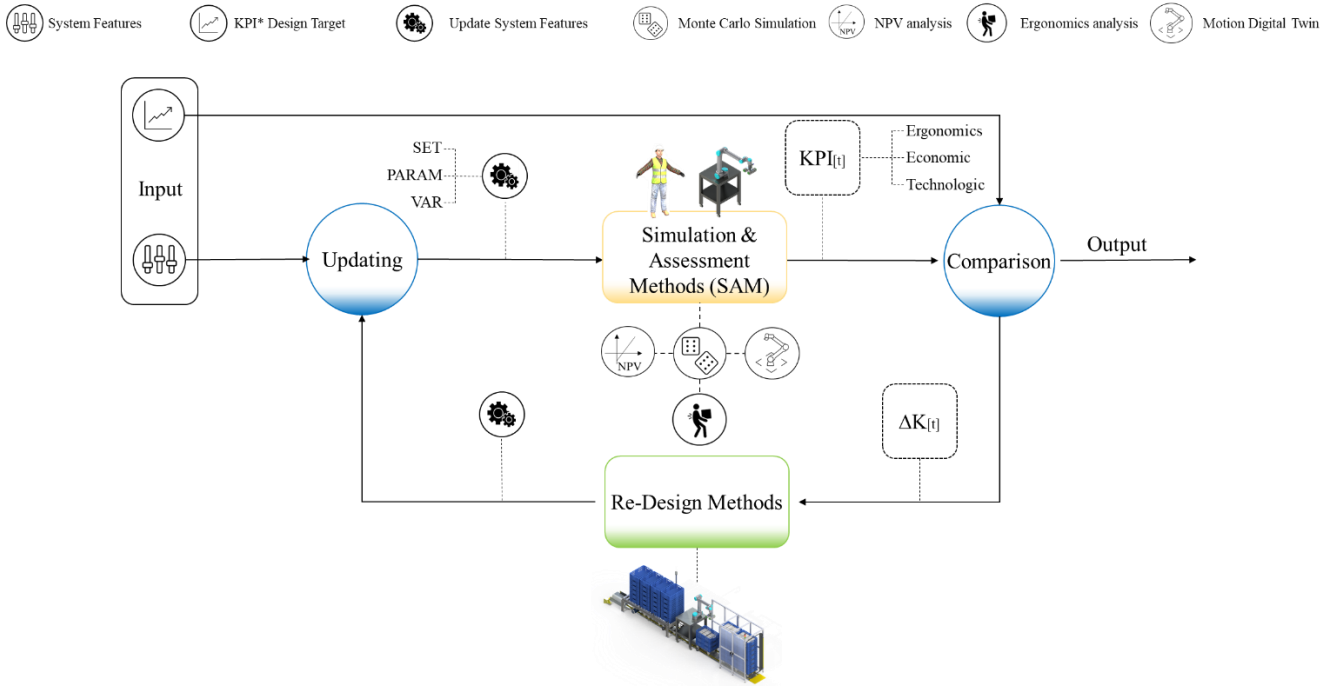 System Features
KPI* Design Target
Update System Features
Monte Carlo Simulation
NPV
NPV analysis
Ergonomics analysis
Motion Digital Twin
Input
SET
PARAM
VAR
Updating
Simulation &
Assessment
Methods (SAM)
KPI[t]
Ergonomics
Economic
Technologic
Comparison
Output
NPV
ΔK[t]
Re-Design Methods